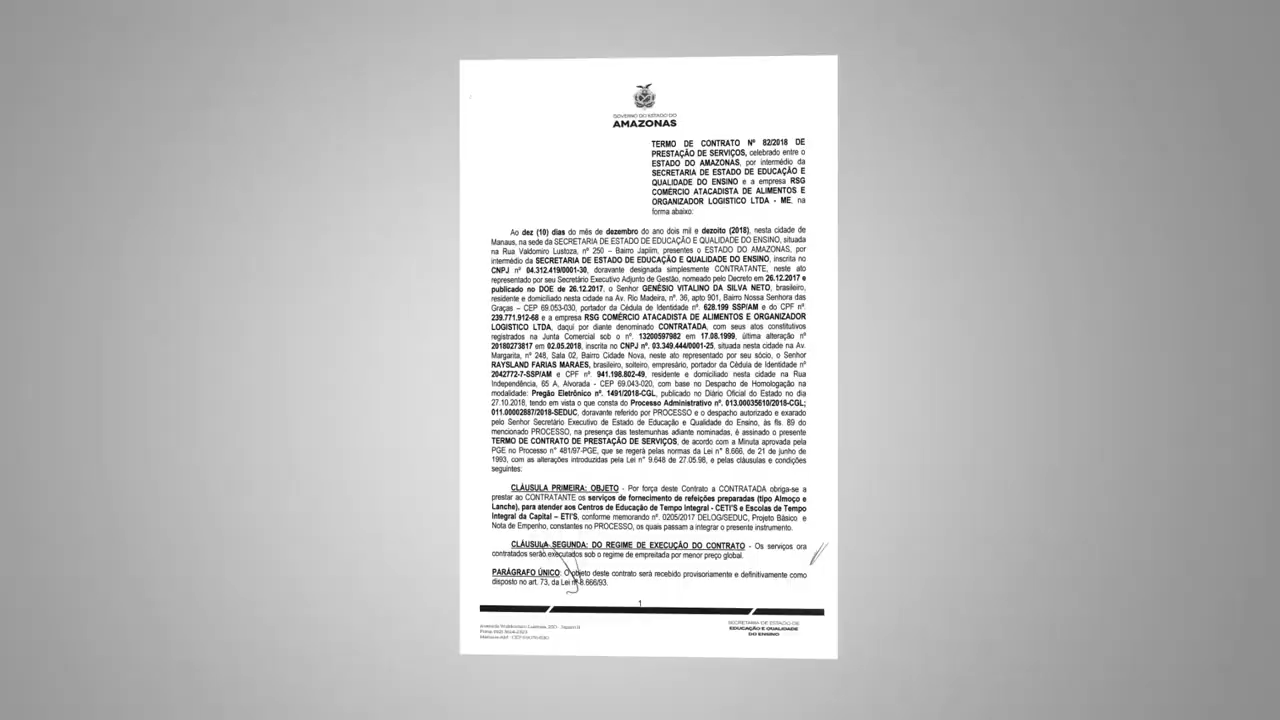 GOVERNO DO ESTADO DO
AMAZONAS
TERMO DE CONTRATO Nº 82/2018 DE
PRESTAÇÃO DE SERVIÇOS, celebrado entre o
ESTADO DO AMAZONAS, por intermédio da
SECRETARIA DE ESTADO DE EDUCAÇÃO E
QUALIDADE DO ENSINO e a empresa RSG
COMÉRCIO ATACADISTA DE ALIMENTOS E
ORGANIZADOR LOGISTICO LTDA - ME, na
forma abaixo:
Ao dez (10) dias do mês de dezembro do ano dois mil e dezoito (2018), nesta cidade de
Manaus, na sede da SECRETARIA DE ESTADO DE EDUCAÇÃO E QUALIDADE DO ENSINO, situada
na Rua Valdomiro Lustoza, nº 250 – Bairro Japiim, presentes o ESTADO DO AMAZONAS, por
intermédio da SECRETARIA DE ESTADO DE EDUCAÇÃO E QUALIDADE DO ENSINO, inscrita no
CNPJ nº 04.312.419/0001-30, doravante designada simplesmente CONTRATANTE, neste ato
representado por seu Secretário Executivo Adjunto de Gestão, nomeado pelo Decreto em 26.12.2017 e
publicado no DOE de 26.12.2017, o Senhor GENÉSIO VITALINO DA SILVA NETO, brasileiro,
residente e domiciliado nesta cidade na Av. Rio Madeira, nº. 36, apto 901, Bairro Nossa Senhora das
Graças – CEP 69.053-030, portador da Cédula de Identidade nº. 628.199 SSP/AM e do CPF nº.
239.771.912-68 e a empresa RSG COMÉRCIO ATACADISTA DE ALIMENTOS E ORGANIZADOR
LOGISTICO LTDA, daqui por diante denominado CONTRATADA, com seus atos constitutivos
registrados na Junta Comercial sob o nº. 13200597982 em 17.08.1999, última alteração nº
20180273817 em 02.05.2018, inscrito no CNPJ nº. 03.349.444/0001-25, situada nesta cidade na Av.
Margarita, nº 248, Sala 02, Bairro Cidade Nova, neste ato representado por seu sócio, o Senhor
RAYSLAND FARIAS MARAES, brasileiro, solteiro, empresário, portador da Cédula de Identidade nº
2042772-7-SSP/AM e CPF nº. 941.198.802-49, residente e domiciliado nesta cidade na Rua
Independência, 65 A, Alvorada - CEP 69.043-020, com base no Despacho de Homologação na
modalidade: Pregão Eletrônico nº. 1491/2018-CGL, publicado no Diário Oficial do Estado no dia
27.10.2018, tendo em vista o que consta do Processo Administrativo nº. 013.00035610/2018-CGL;
011.00002887/2018-SEDUC, doravante referido por PROCESSO e o despacho autorizado e exarado
pelo Senhor Secretário Executivo de Estado de Educação e Qualidade do Ensino, às fls. 89 do
mencionado PROCESSO, na presença das testemunhas adiante nominadas, é assinado o presente
TERMO DE CONTRATO DE PRESTAÇÃO DE SERVIÇOS, de acordo com a Minuta aprovada pela
PGE no Processo n° 481/97-PGE, que se regerá pelas normas da Lei n° 8.666, de 21 de junho de
1993, com as alterações introduzidas pela Lei n° 9.648 de 27.05.98, e pelas cláusulas e condições
seguintes:
CLÁUSULA PRIMEIRA: OBJETO - Por força deste Contrato a CONTRATADA obriga-se a
prestar ao CONTRATANTE os serviços de fornecimento de refeições preparadas (tipo Almoço e
Lanche), para atender aos Centros de Educação de Tempo Integral - CETI'S e Escolas de Tempo
Integral da Capital – ETI'S, conforme memorando nº. 0205/2017 DELOG/SEDUC, Projeto Básico e
Nota de Empenho, constantes no PROCESSO, os quais passam a integrar o presente instrumento.
CLÁUSULA SEGUNDA: DO REGIME DE EXECUÇÃO DO CONTRATO - Os serviços ora
contratados serão executados sob o regime de empreitada por menor preço global.
PARÁGRAFO ÚNICO: O objeto deste contrato será recebido provisoriamente e definitivamente como
disposto no art. 73, da Lei nº 8.666/93.
1
SECRETARIA DE ESTADO DE
EDUCAÇÃO E QUALIDADE
DO ENSINO